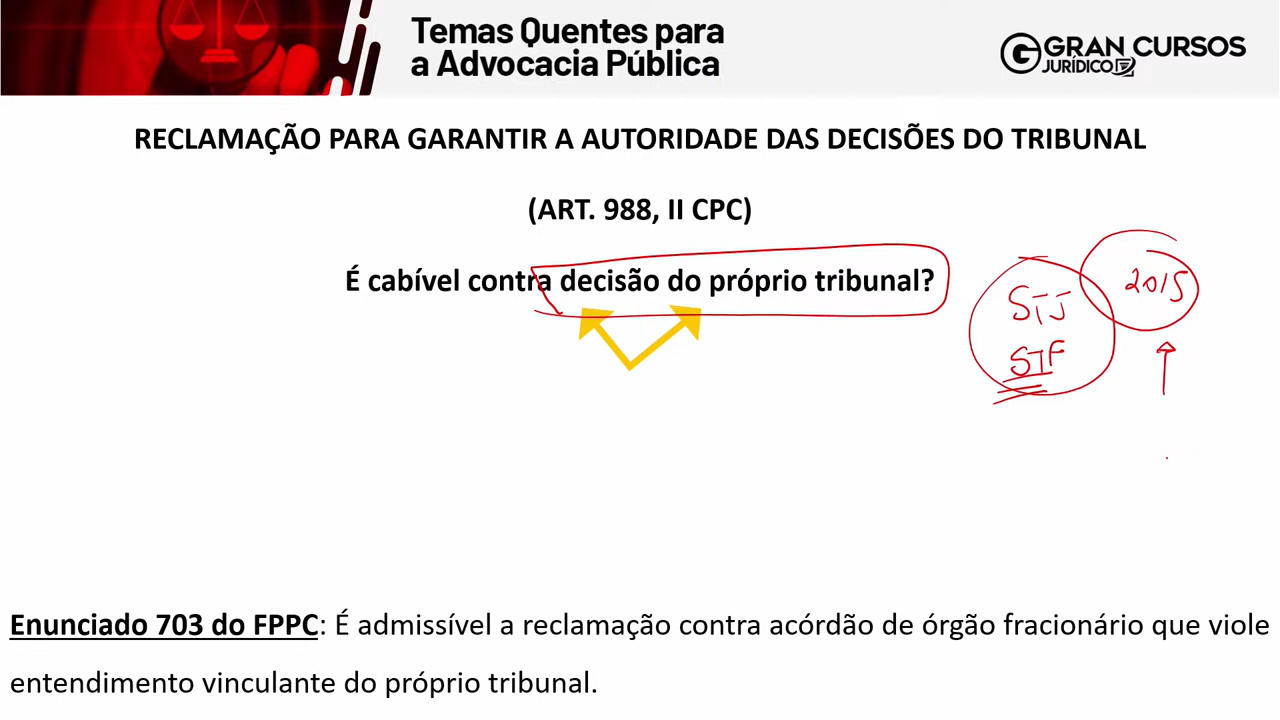 Temas Quentes para
a Advocacia Pública
GRAN CURSOS
JURÍDICO
RECLAMAÇÃO PARA GARANTIR A AUTORIDADE DAS DECISÕES DO TRIBUNAL
(ART. 988, II CPC)
É cabível contra decisão do próprio tribunal?
2015
STJ
STF
Enunciado 703 do FPPC: É admissível a reclamação contra acórdão de órgão fracionário que viole
entendimento vinculante do próprio tribunal.